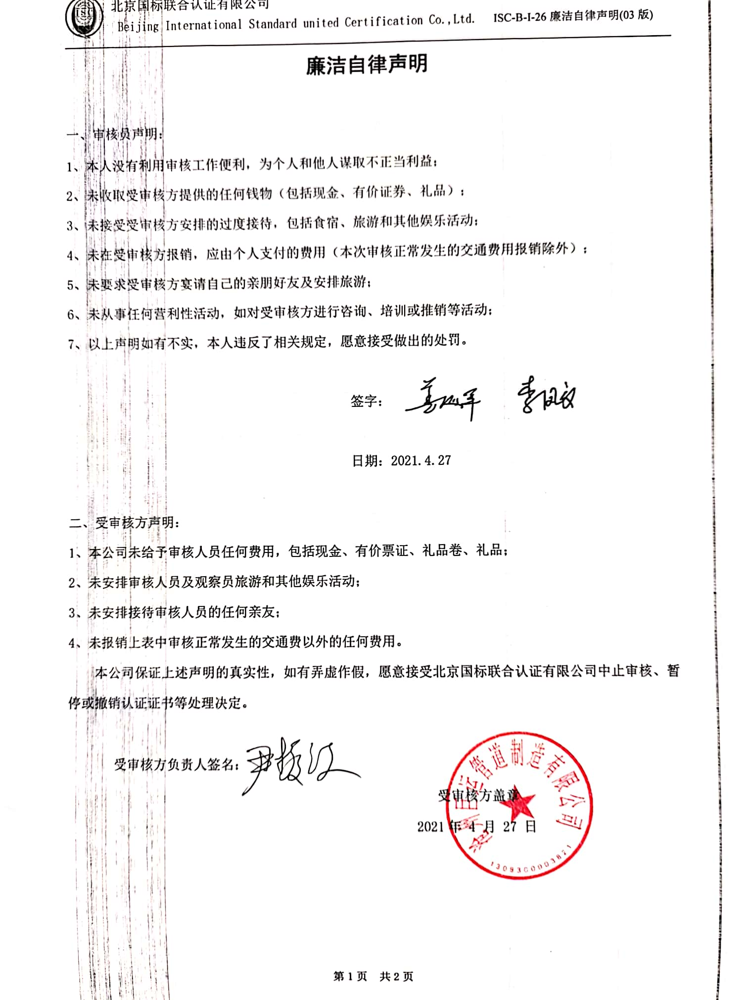 北京国标联合认证有限公司
Beijing International Standard united Certification Co.,Ltd. ISC-B-I-26 廉洁自律声明(03 版)
ISC
廉洁自律声明
一、审核员声明：
1、本人没有利用审核工作便利，为个人和他人谋取不正当利益；
2、未收取受审核方提供的任何钱物（包括现金、有价证券、礼品）；
3、未接受受审核方安排的过度接待，包括食宿、旅游和其他娱乐活动；
4、未在受审核方报销，应由个人支付的费用（本次审核正常发生的交通费用报销除外）；
5、未要求受审核方宴请自己的亲朋好友及安排旅游；
6、未从事任何营利性活动，如对受审核方进行咨询、培训或推销等活动；
7、以上声明如有不实，本人违反了相关规定，愿意接受做出的处罚。
签字：
日期：2021.4.27
二、受审核方声明：
1、本公司未给予审核人员任何费用，包括现金、有价票证、礼品卷、礼品；
2、未安排审核人员及观察员旅游和其他娱乐活动；
3、未安排接待审核人员的任何亲友；
4、未报销上表中审核正常发生的交通费以外的任何费用。
本公司保证上述声明的真实性，如有弄虚作假，愿意接受北京国标联合认证有限公司中止审核、暂
停或撤销认证证书等处理决定。
受审核方负责人签名：
受审核方盖章
2021 年 4 月 27 日
管道制造有限公司
第 1 页 共 2 页